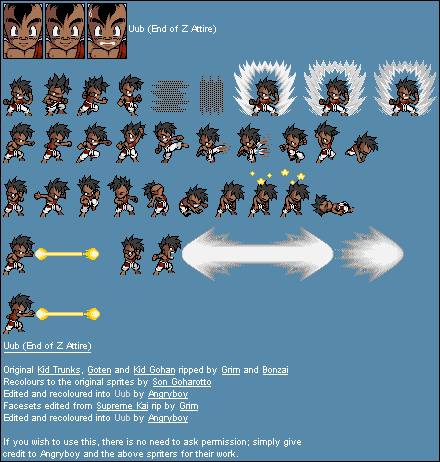 Uub (End of Z Attire)
Uub (End of Z Attire)
Original Kid Trunks, Goten and Kid Gohan ripped by Grim and Bonzai
Recolours to the original sprites by Son Goharotto
Edited and recoloured into Uub by Angryboy
Facesets edited from Supreme Kai rip by Grim
Edited and recoloured into Uub by Angryboy
If you wish to use this, there is no need to ask permission; simply give
credit to Angryboy and the above spriters for their work.